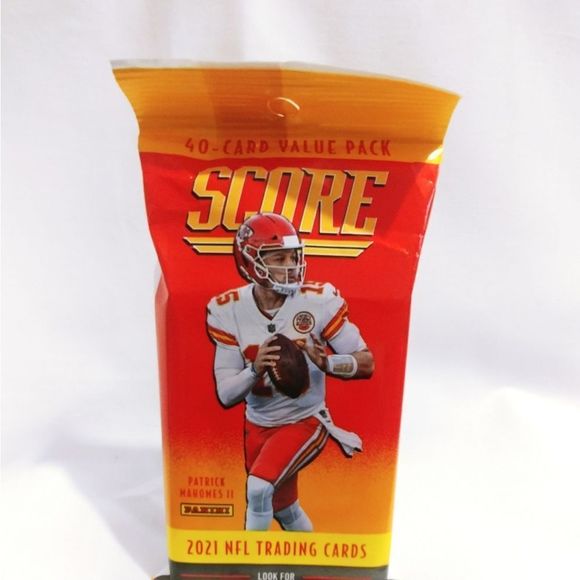 40-CARD VALUE PACK
SCORE
15
15
PATRICK
MAHOMES II
PANINI
2021 NFL TRADING CARDS
LOOK FOR